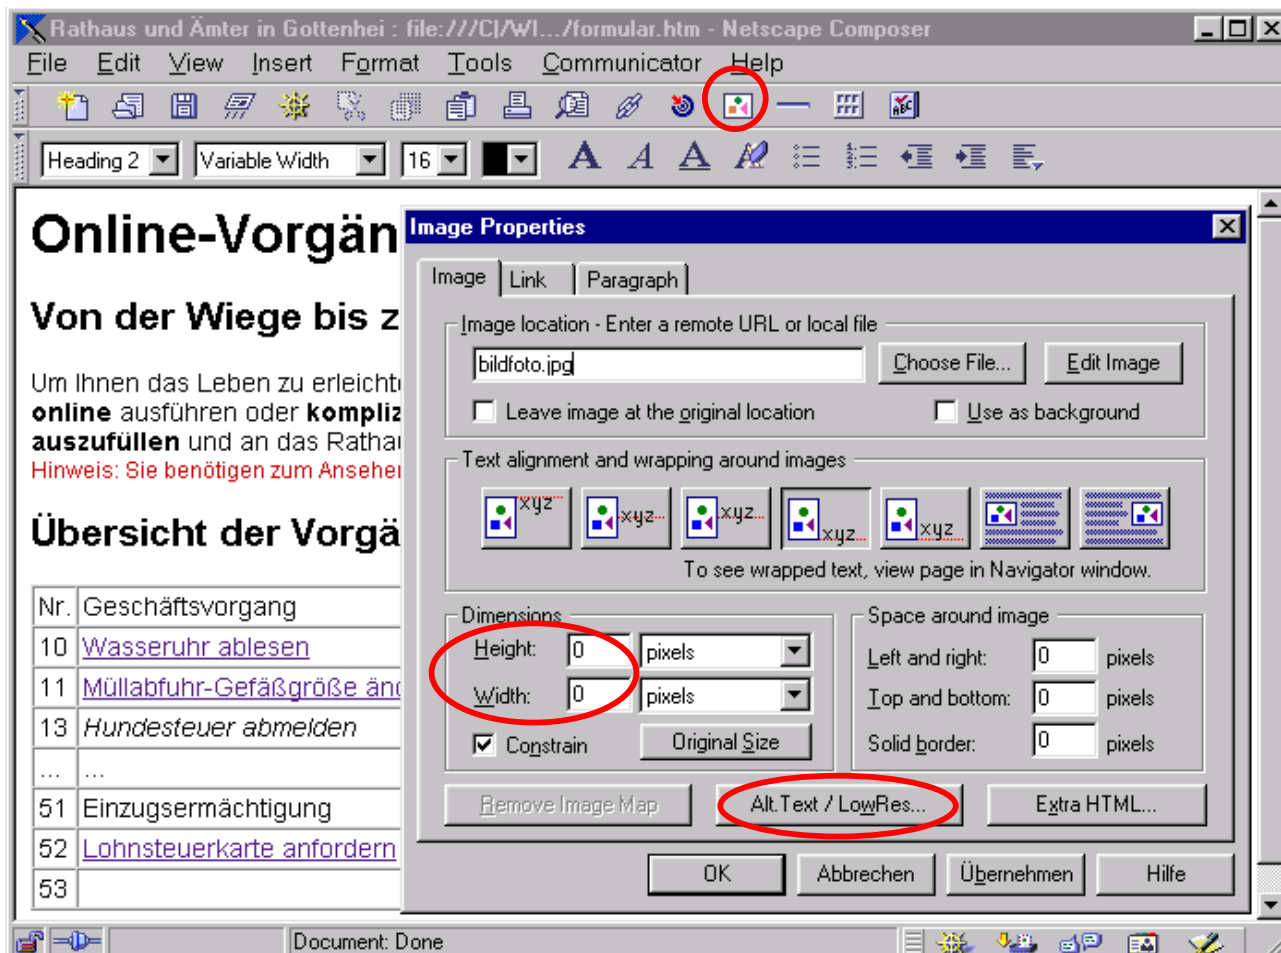 Rathaus und Ämter in Gottenhei : file:///C|/WI.../formular.htm - Netscape Composer
File Edit View Insert Format Tools Communicator Help
ABC
Heading 2 Variable Width 16 A A A
Online-Vorgän
Von der Wiege bis z
Um Ihnen das Leben zu erleichte
online ausführen oder kompliz
auszufüllen und an das Rathau
Hinweis: Sie benötigen zum Ansehen
Übersicht der Vorgä
Nr. Geschäftsvorgang
10 Wasseruhr ablesen
11 Müllabfuhr-Gefäßgröße änd
13 Hundesteuer abmelden
... ...
51 Einzugsermächtigung
52 Lohnsteuerkarte anfordern
53
Image Properties
Image Link Paragraph
Image location - Enter a remote URL or local file
bildfoto.jpg Choose File... Edit Image
Leave image at the original location Use as background
Text alignment and wrapping around images
xyz xyz xyz xyz xyz
To see wrapped text, view page in Navigator window.
Dimensions
Height: 0 pixels
Width: 0 pixels
Constrain Original Size
Space around image
Left and right: 0 pixels
Top and bottom: 0 pixels
Solid border: 0 pixels
Remove Image Map Alt.Text / LowRes... Extra HTML...
OK Abbrechen Übernehmen Hilfe
Document: Done